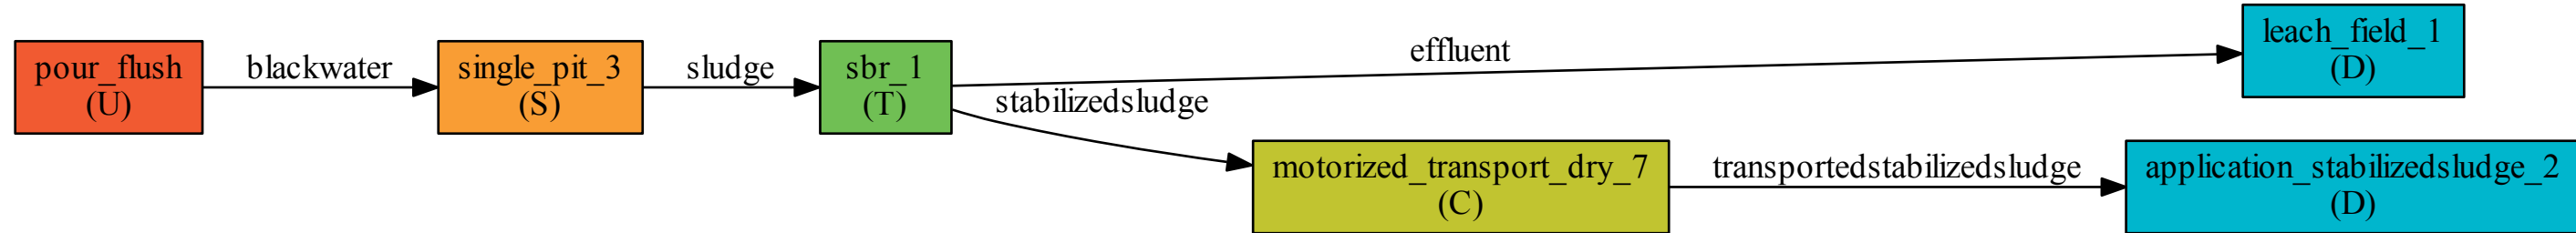 pour_flush
(U)
blackwater
single_pit_3
(S)
sludge
sbr_1
(T)
effluent
leach_field_1
(D)
stabilizedsludge
motorized_transport_dry_7
(C)
transportedstabilizedsludge
application_stabilizedsludge_2
(D)